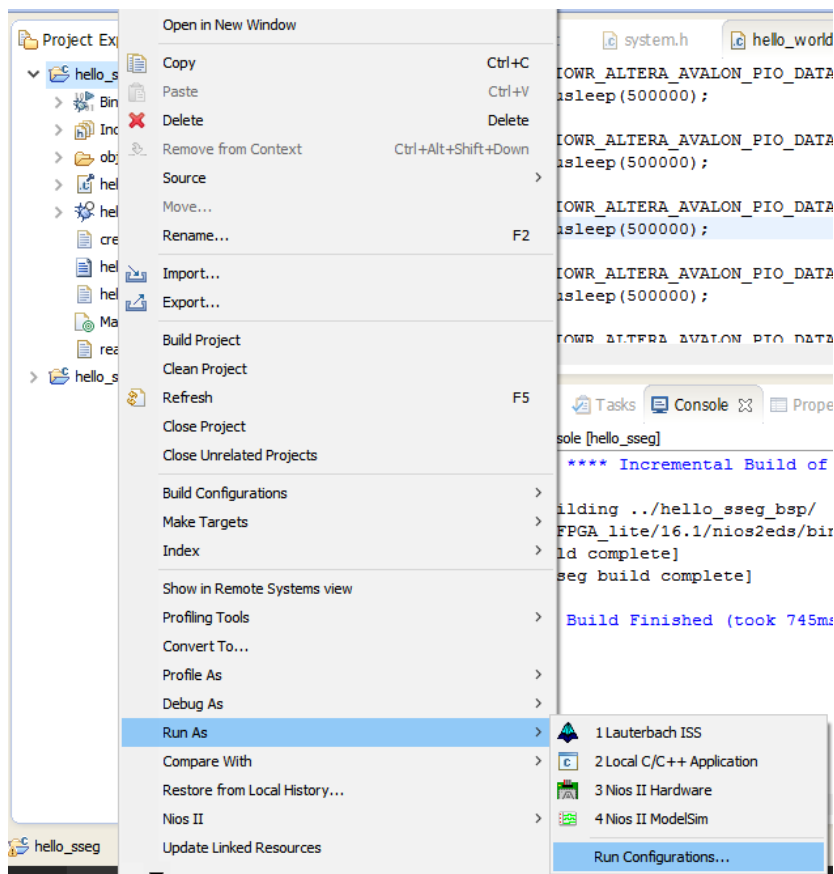 Project Ex
hello_s
Bin
Inc
obj
hel
hel
cre
hel
hel
Ma
rea
hello_s
Open in New Window
Copy Ctrl+C
Paste Ctrl+V
Delete Delete
Remove from Context Ctrl+Alt+Shift+Down
Source
Move...
Rename... F2
Import...
Export...
Build Project
Clean Project
Refresh F5
Close Project
Close Unrelated Projects
Build Configurations
Make Targets
Index
Show in Remote Systems view
Profiling Tools
Convert To...
Profile As
Debug As
Run As
Compare With
Restore from Local History...
Nios II
Update Linked Resources
system.h hello_world
IOWR_ALTERA_AVALON_PIO_DATA
usleep(500000);
IOWR_ALTERA_AVALON_PIO_DATA
usleep(500000);
IOWR_ALTERA_AVALON_PIO_DATA
usleep(500000);
IOWR_ALTERA_AVALON_PIO_DATA
usleep(500000);
IOWR_ALTERA_AVALON_PIO_DATA
Tasks Console Prope
sole [hello_sseg]
**** Incremental Build of
ilding ../hello_sseg_bsp/
FPGA_lite/16.1/nios2eds/bin
ld complete]
seg build complete]
Build Finished (took 745ms
1 Lauterbach ISS
2 Local C/C++ Application
3 Nios II Hardware
4 Nios II ModelSim
Run Configurations...
hello_sseg